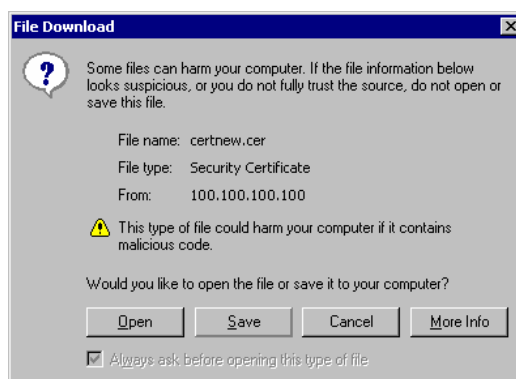 File Download
Some files can harm your computer. If the file information below
looks suspicious, or you do not fully trust the source, do not open or
save this file.
File name: certnew.cer
File type: Security Certificate
From: 100.100.100.100
This type of file could harm your computer if it contains
malicious code.
Would you like to open the file or save it to your computer?
Open Save Cancel More Info
Always ask before opening this type of file